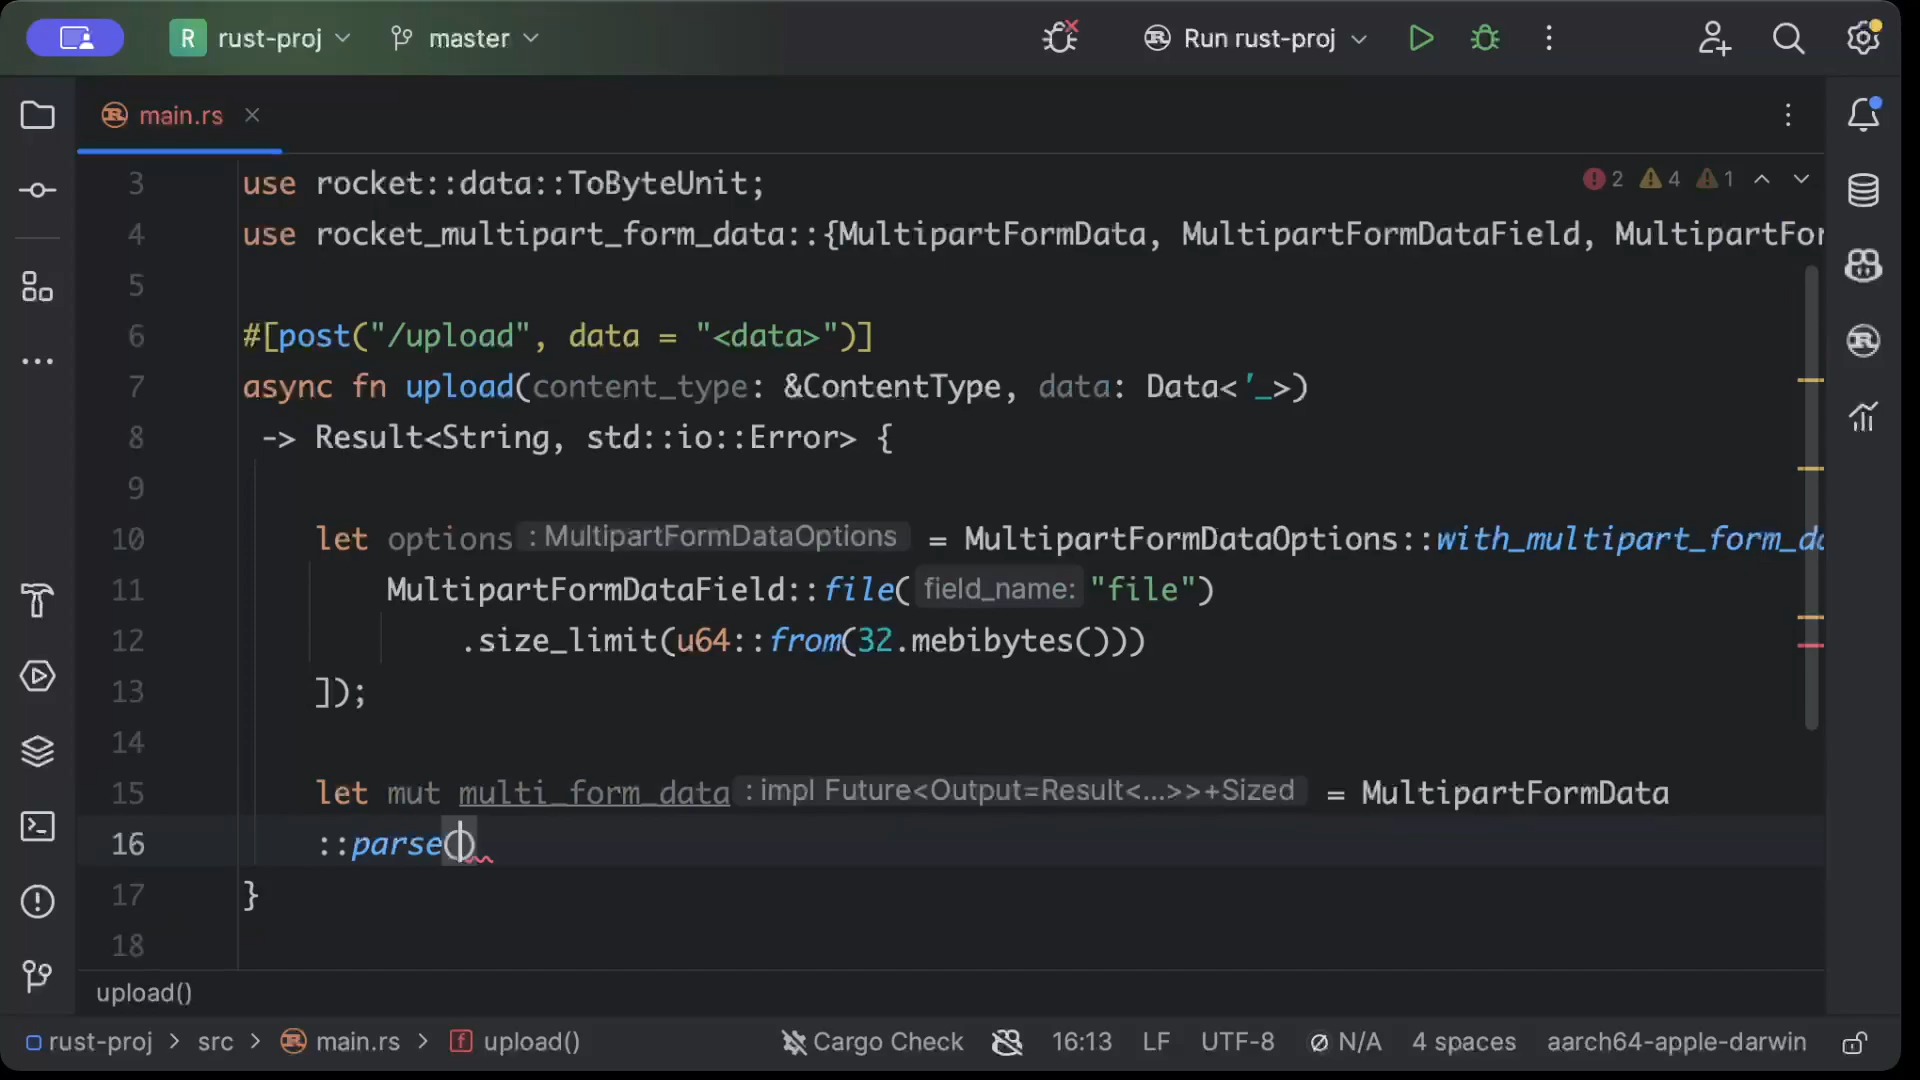 R rust-proj master Run rust-proj
main.rs
2 4 1
3 use rocket::data::ToByteUnit;
4 use rocket_multipart_form_data::{MultipartFormData, MultipartFormDataField, MultipartFor
5
6 #[post("/upload", data = "<data>")]
7 async fn upload(content_type: &ContentType, data: Data<'_>)
8 -> Result<String, std::io::Error> {
9
10 let options : MultipartFormDataOptions = MultipartFormDataOptions::with_multipart_form_da
11 MultipartFormDataField::file( field_name: "file")
12 .size_limit(u64::from(32.mebibytes()))
13 ]);
14
15 let mut multi_form_data : impl Future<Output=Result<...>>+Sized = MultipartFormData
16 ::parse()
17 }
18
upload()
rust-proj > src > main.rs > f upload() Cargo Check 16:13 LF UTF-8 N/A 4 spaces aarch64-apple-darwin